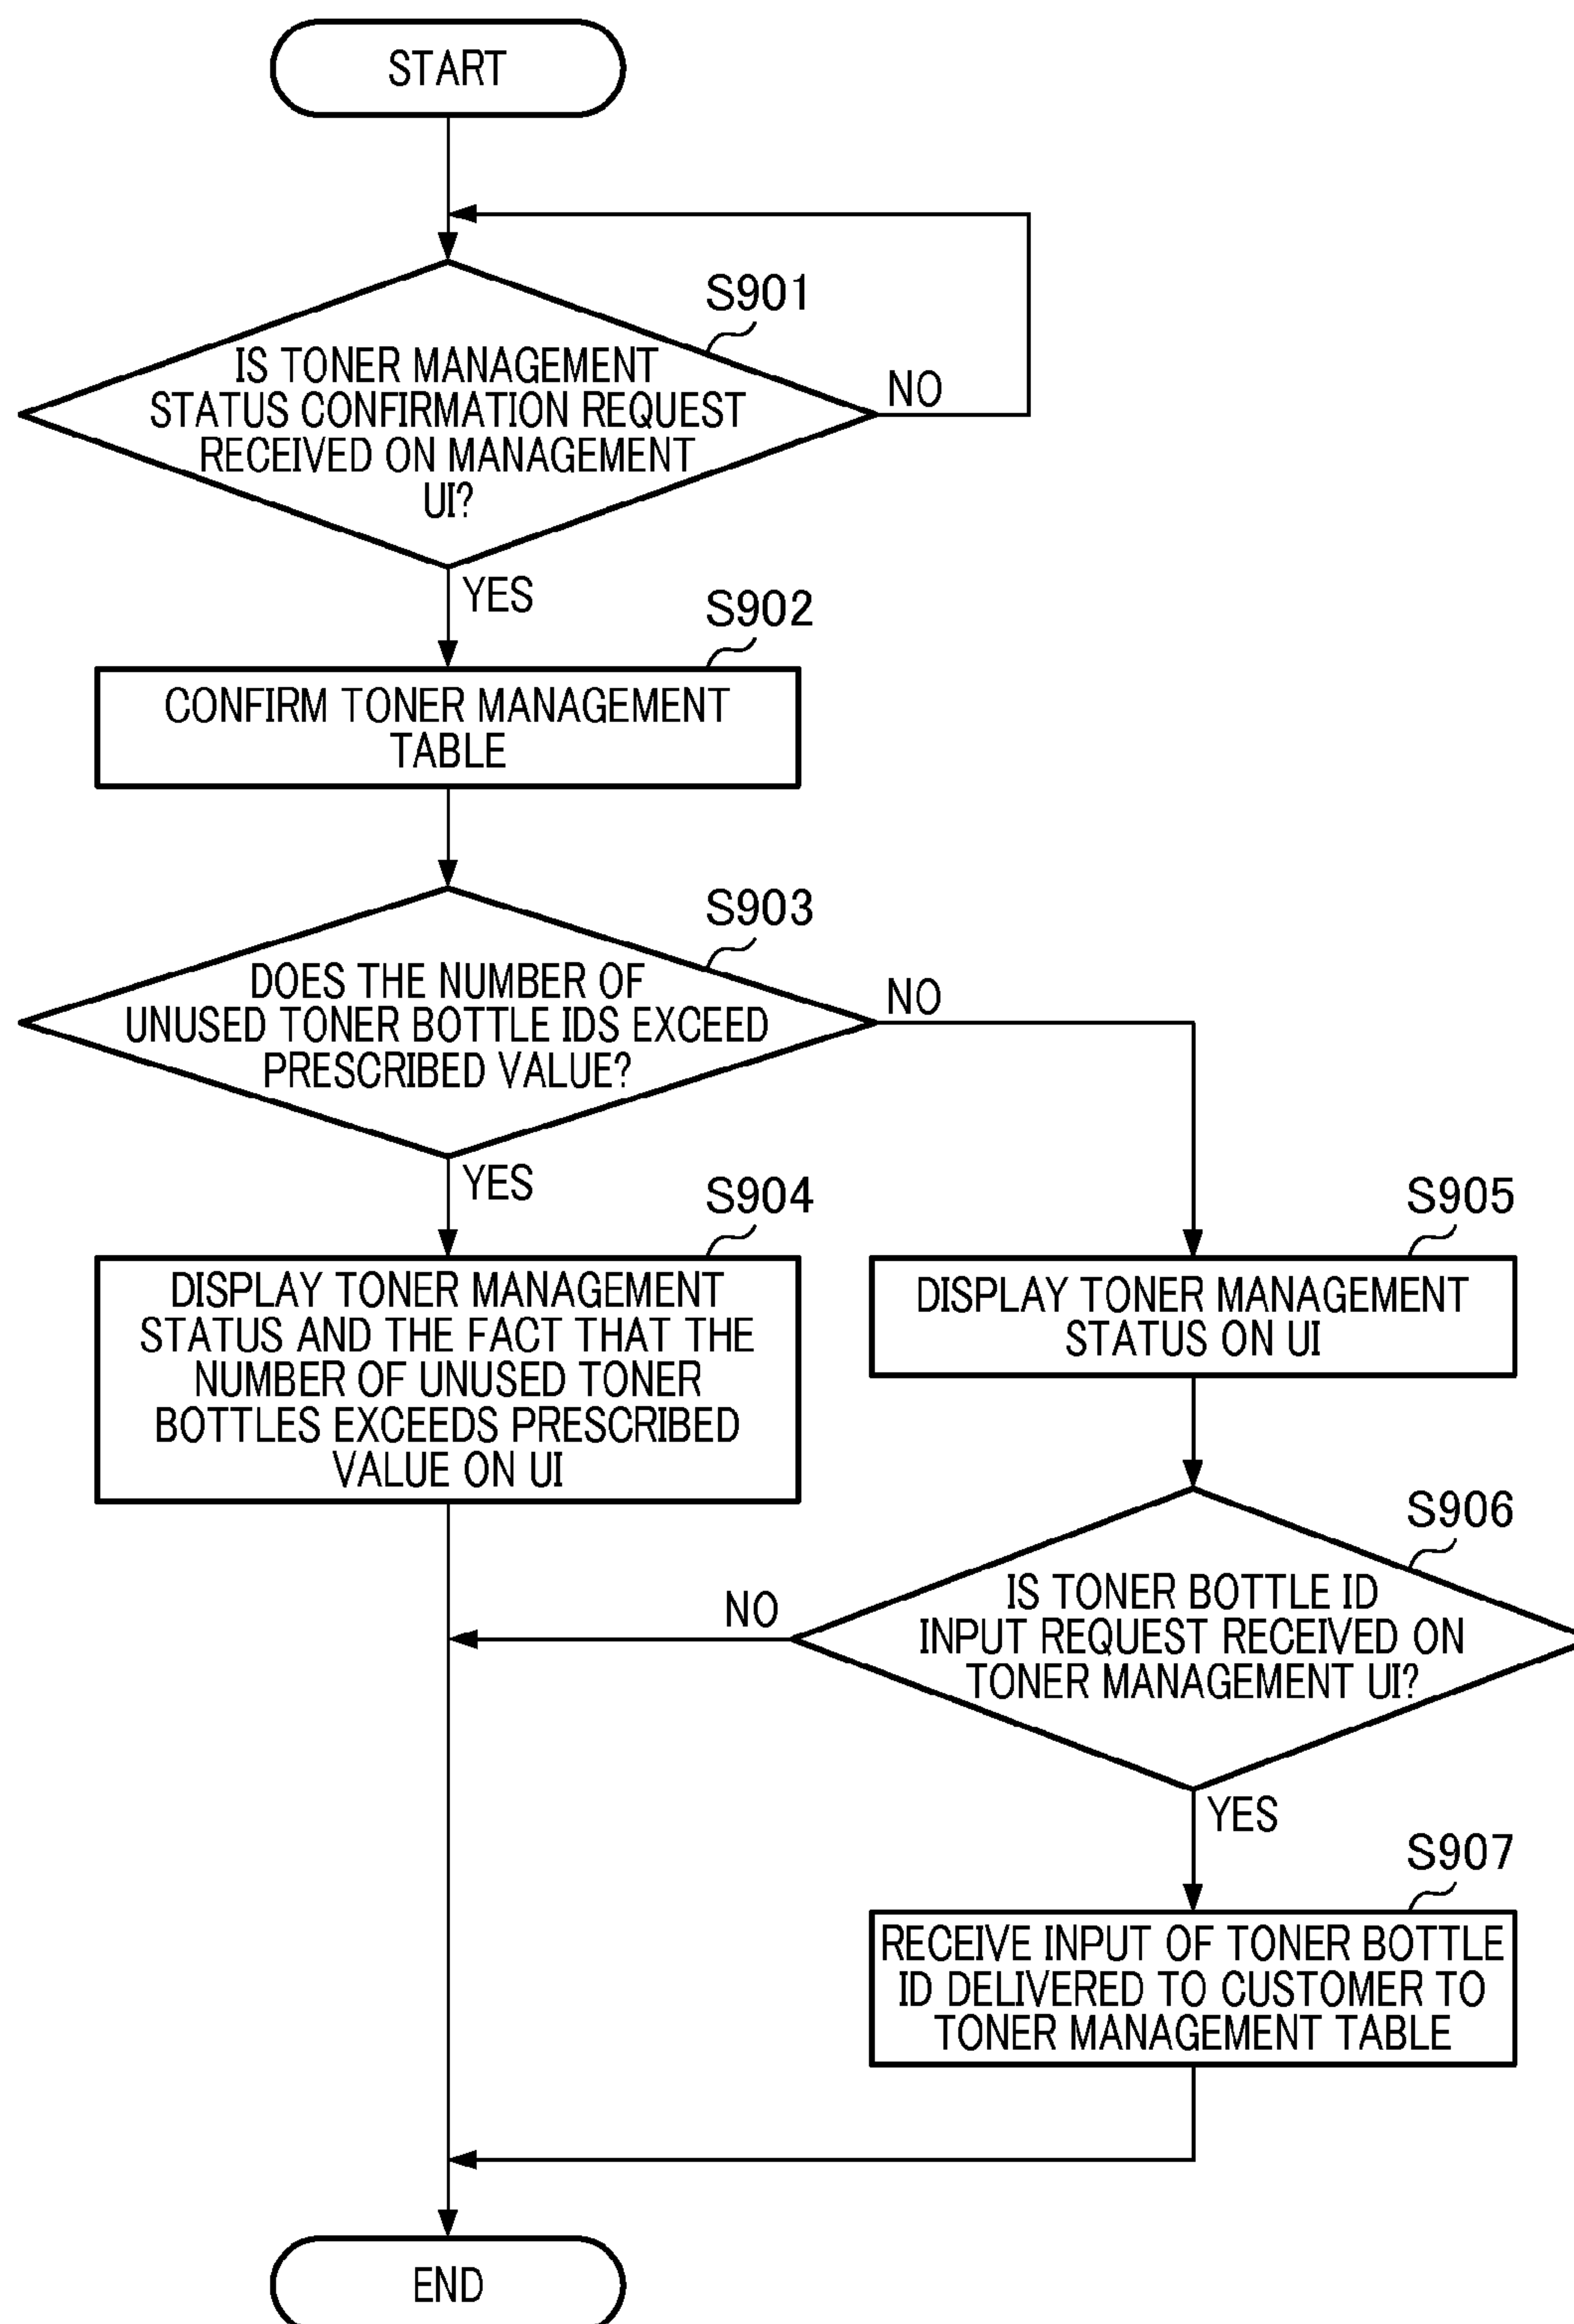 START
S901
IS TONER MANAGEMENT
STATUS CONFIRMATION REQUEST
RECEIVED ON MANAGEMENT
UI?
NO
YES
S902
CONFIRM TONER MANAGEMENT
TABLE
S903
DOES THE NUMBER OF
UNUSED TONER BOTTLE IDS EXCEED
PRESCRIBED VALUE?
NO
YES
S904
DISPLAY TONER MANAGEMENT
STATUS AND THE FACT THAT THE
NUMBER OF UNUSED TONER
BOTTLES EXCEEDS PRESCRIBED
VALUE ON UI
S905
DISPLAY TONER MANAGEMENT
STATUS ON UI
S906
IS TONER BOTTLE ID
INPUT REQUEST RECEIVED ON
TONER MANAGEMENT UI?
NO
YES
S907
RECEIVE INPUT OF TONER BOTTLE
ID DELIVERED TO CUSTOMER TO
TONER MANAGEMENT TABLE
END